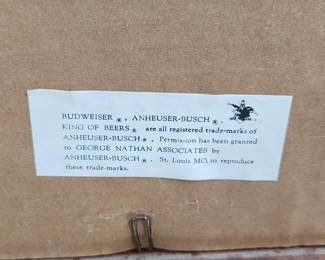 BUDWEISER ®, ANHEUSER-BUSCH ®,
KING OF BEERS ® are all registered trade-marks of
ANHEUSER-BUSCH ®. Permission has been granted
to GEORGE NATHAN ASSOCIATES by
ANHEUSER-BUSCH ®. St. Louis MO, to reproduce
these trade-marks.